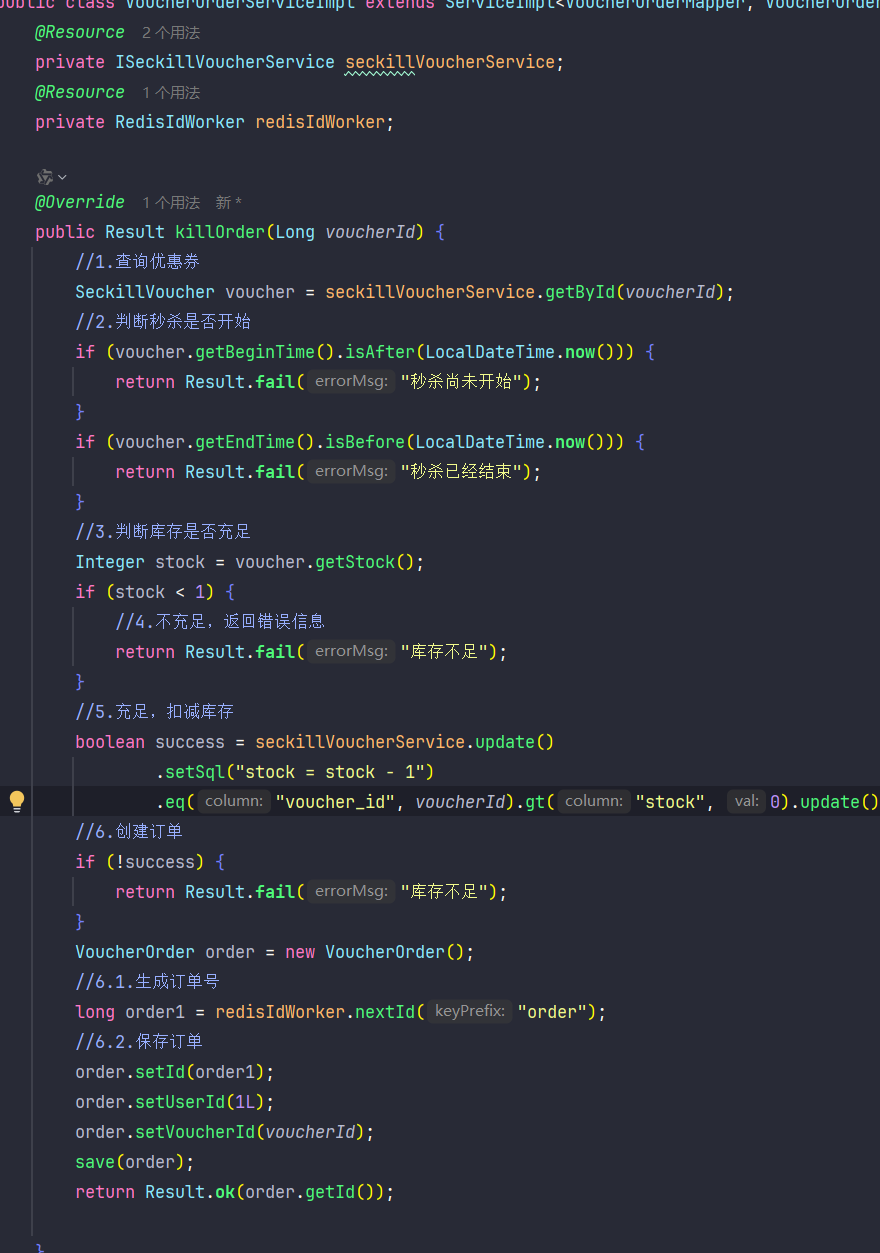 public class VoucherOrderServiceImpl extends ServiceImpl<VoucherOrderMapper, VoucherOrder
@Resource 2 个用法
private ISeckillVoucherService seckillVoucherService;
@Resource 1 个用法
private RedisIdWorker redisIdWorker;
@Override 1 个用法 新 *
public Result killOrder(Long voucherId) {
//1.查询优惠券
SeckillVoucher voucher = seckillVoucherService.getById(voucherId);
//2.判断秒杀是否开始
if (voucher.getBeginTime().isAfter(LocalDateTime.now())) {
return Result.fail( errorMsg: "秒杀尚未开始");
}
if (voucher.getEndTime().isBefore(LocalDateTime.now())) {
return Result.fail( errorMsg: "秒杀已经结束");
}
//3.判断库存是否充足
Integer stock = voucher.getStock();
if (stock < 1) {
//4.不充足，返回错误信息
return Result.fail( errorMsg: "库存不足");
}
//5.充足，扣减库存
boolean success = seckillVoucherService.update()
.setSql("stock = stock - 1")
.eq( column: "voucher_id", voucherId).gt( column: "stock", val: 0).update()
//6.创建订单
if (!success) {
return Result.fail( errorMsg: "库存不足");
}
VoucherOrder order = new VoucherOrder();
//6.1.生成订单号
long order1 = redisIdWorker.nextId( keyPrefix: "order");
//6.2.保存订单
order.setId(order1);
order.setUserId(1L);
order.setVoucherId(voucherId);
save(order);
return Result.ok(order.getId());
}